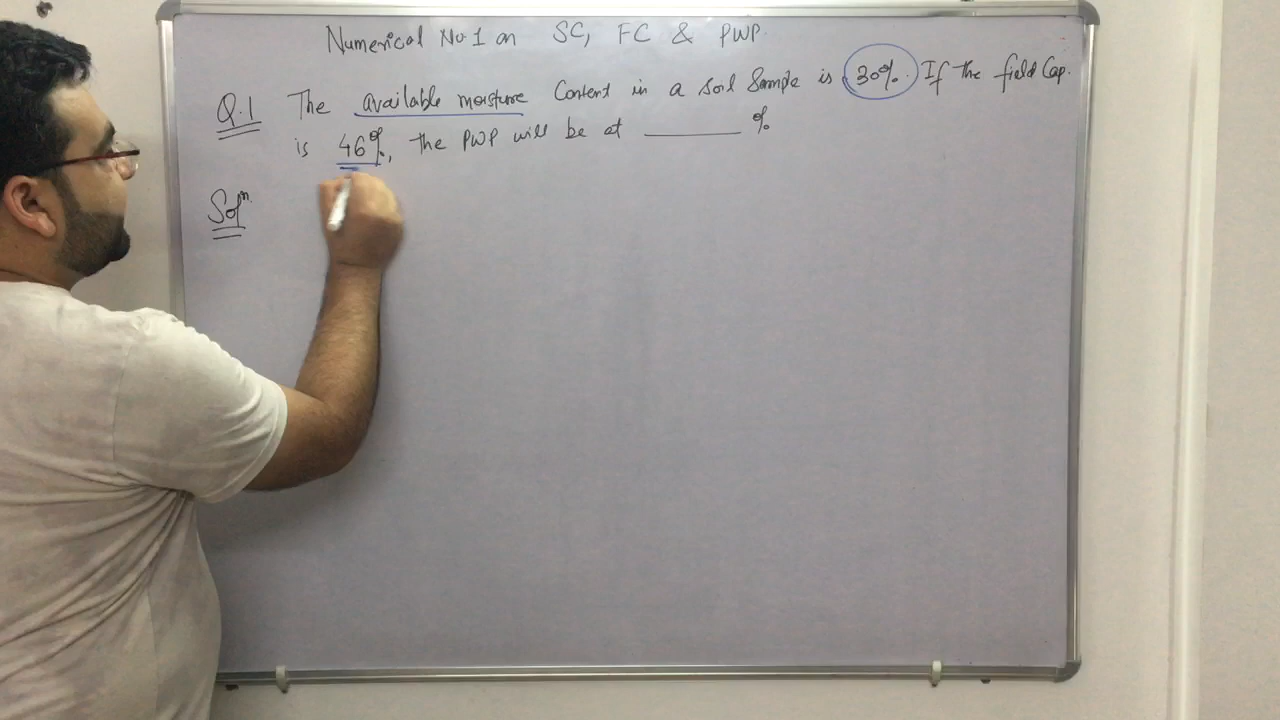 Numerical No 1 on SC, FC & PWP.
Q.1 The available moisture Content in a soil Sample is 30%. If the field Cap.
is 46%, the PWP will be at ______ %
Solⁿ.